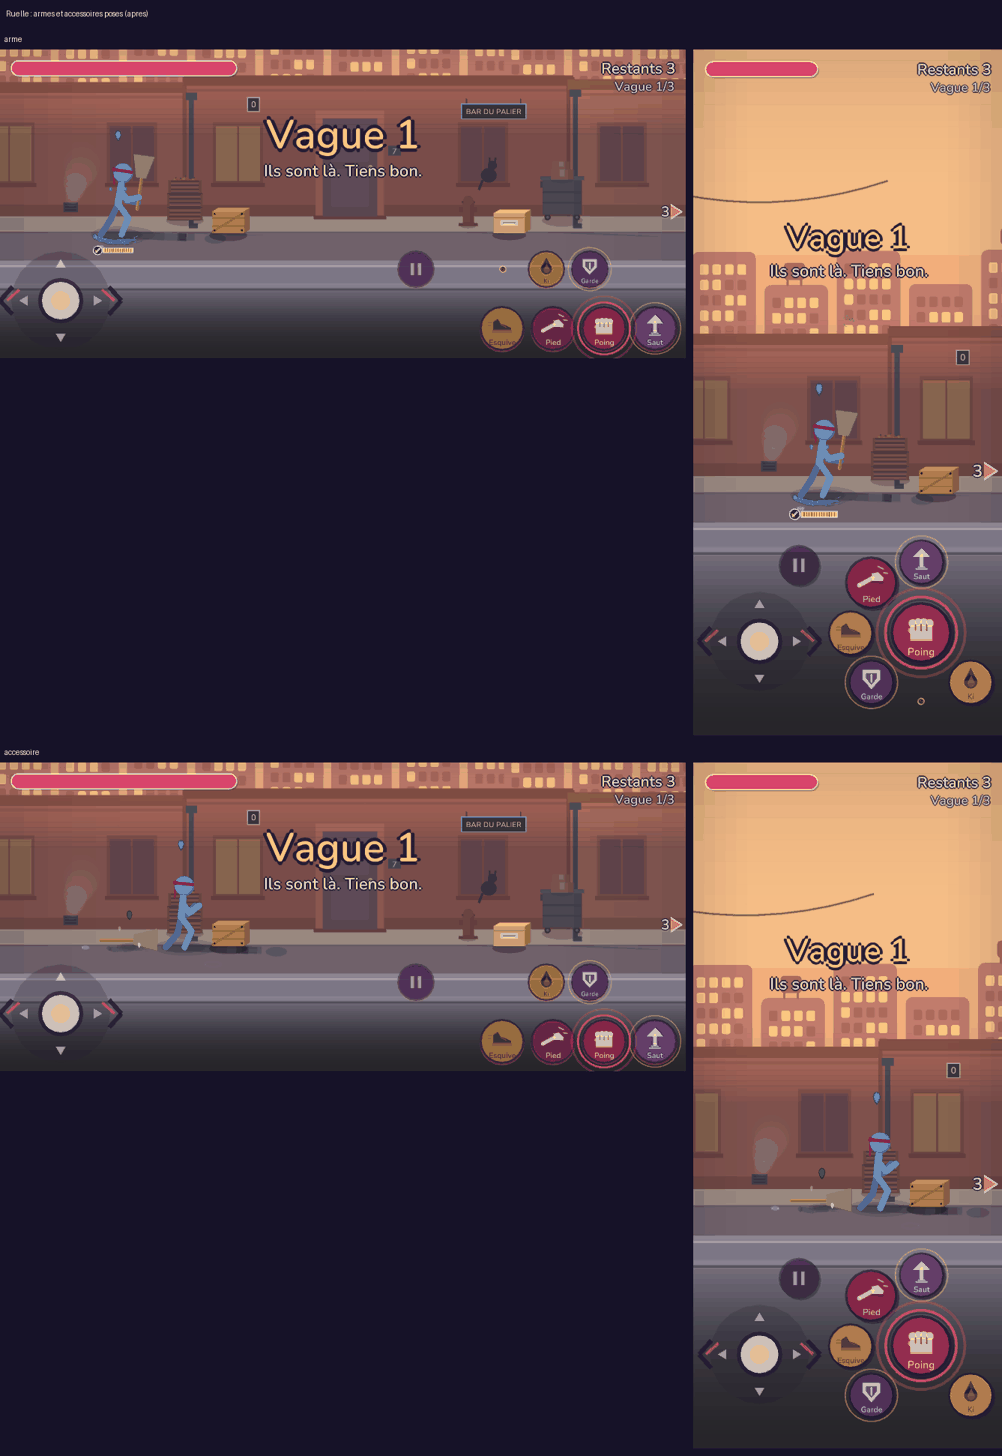 Ruelle : armes et accessoires poses (apres)
arme
Restants 3
Vague 1/3
0
BAR DU PALIER
Vague 1
7
Ils sont là. Tiens bon.
3
Ki
Garde
Esquive
Pied
Poing
Saut
Restants 3
Vague 1/3
Vague 1
Ils sont là. Tiens bon.
0
3
Saut
Pied
Esquive
Poing
Garde
Ki
accessoire
Restants 3
Vague 1/3
0
BAR DU PALIER
Vague 1
7
Ils sont là. Tiens bon.
3
Ki
Garde
Esquive
Pied
Poing
Saut
Restants 3
Vague 1/3
Vague 1
Ils sont là. Tiens bon.
0
3
Saut
Pied
Esquive
Poing
Garde
Ki